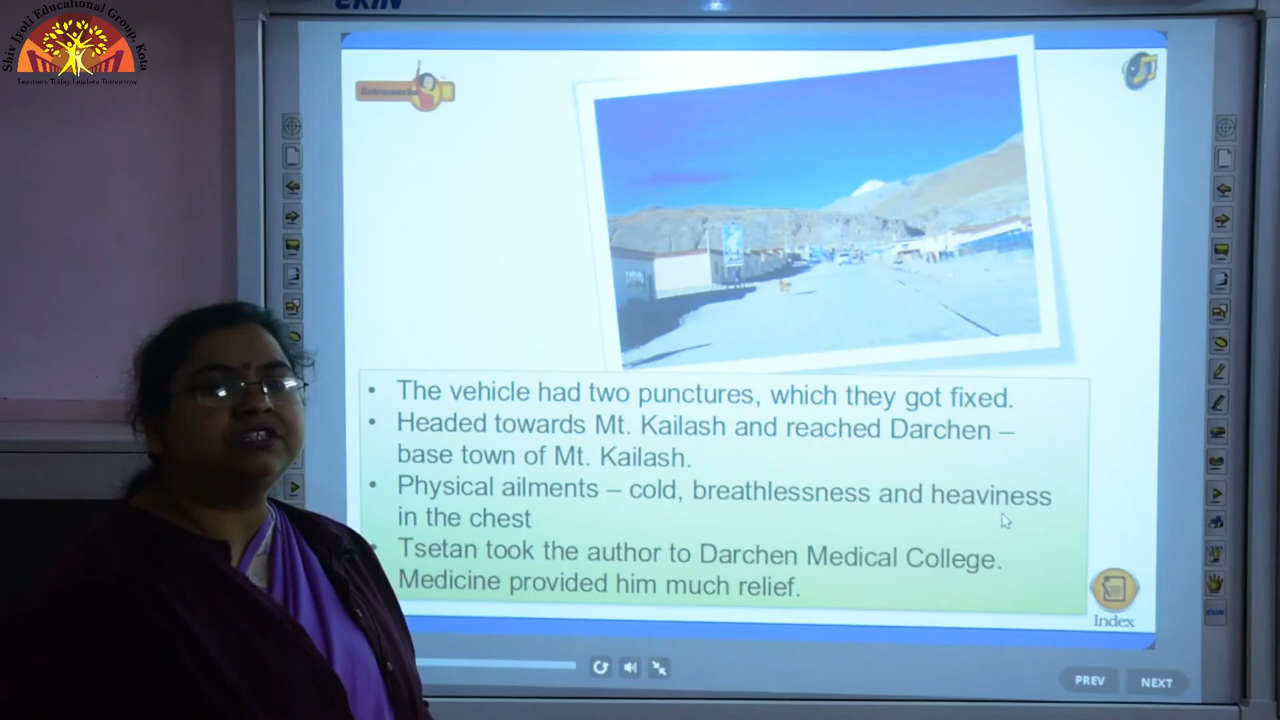 Shiv Jyoti Educational Group, Kota
Learners Today Leaders Tomorrow.
EKIN
Extramarks
• The vehicle had two punctures, which they got fixed.
• Headed towards Mt. Kailash and reached Darchen –
base town of Mt. Kailash.
• Physical ailments – cold, breathlessness and heaviness
in the chest
• Tsetan took the author to Darchen Medical College.
Medicine provided him much relief.
Index
PREV
NEXT
EKIN